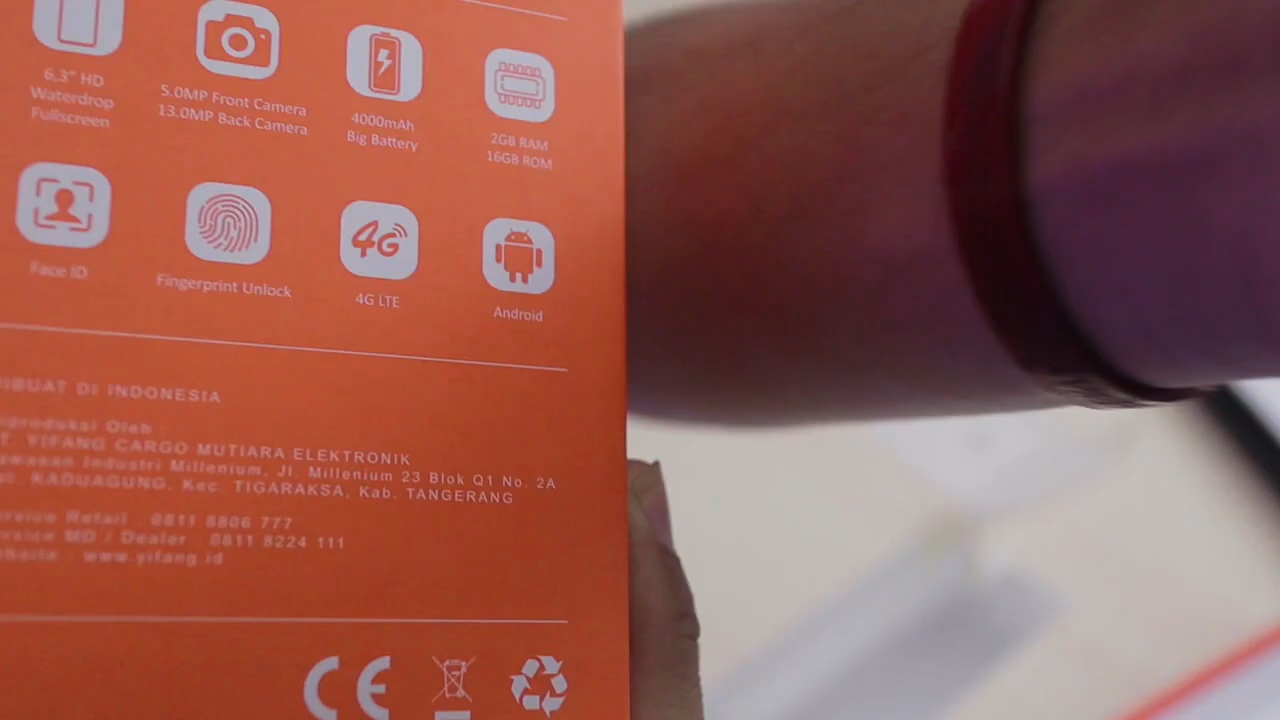 6,3" HD
Waterdrop
Fullscreen
5.0MP Front Camera
13.0MP Back Camera
4000mAh
Big Battery
2GB RAM
16GB ROM
Face ID
Fingerprint Unlock
4G
4G LTE
Android
DI INDONESIA
Oleh :
YIFANG CARGO MUTIARA ELEKTRONIK
Industri Millenium, Jl. Millenium 23 Blok Q1 No. 2A
KADUAGUNG, Kec. TIGARAKSA, Kab. TANGERANG
Retail : 0811 8806 777
MD / Dealer : 0811 8224 111
: www.yifang.id
CE